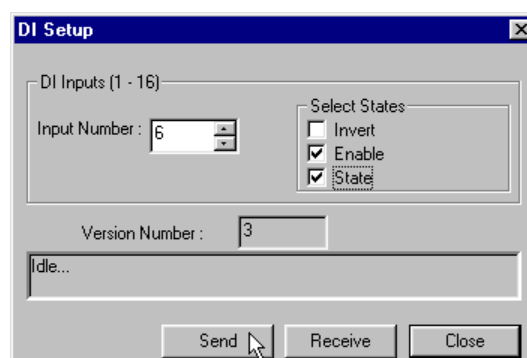 DI Setup
DI Inputs (1 - 16)
Input Number : 6
Select States
Invert
Enable
State
Version Number : 3
Idle...
Send Receive Close